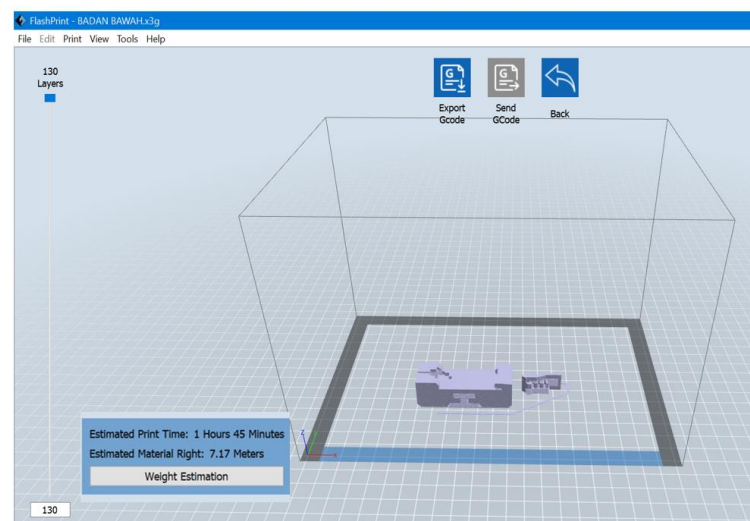 FlashPrint - BADAN BAWAH.x3g
File Edit Print View Tools Help
130
Layers
Export
Gcode
Send
GCode
Back
Estimated Print Time: 1 Hours 45 Minutes
Estimated Material Right: 7.17 Meters
Weight Estimation
130